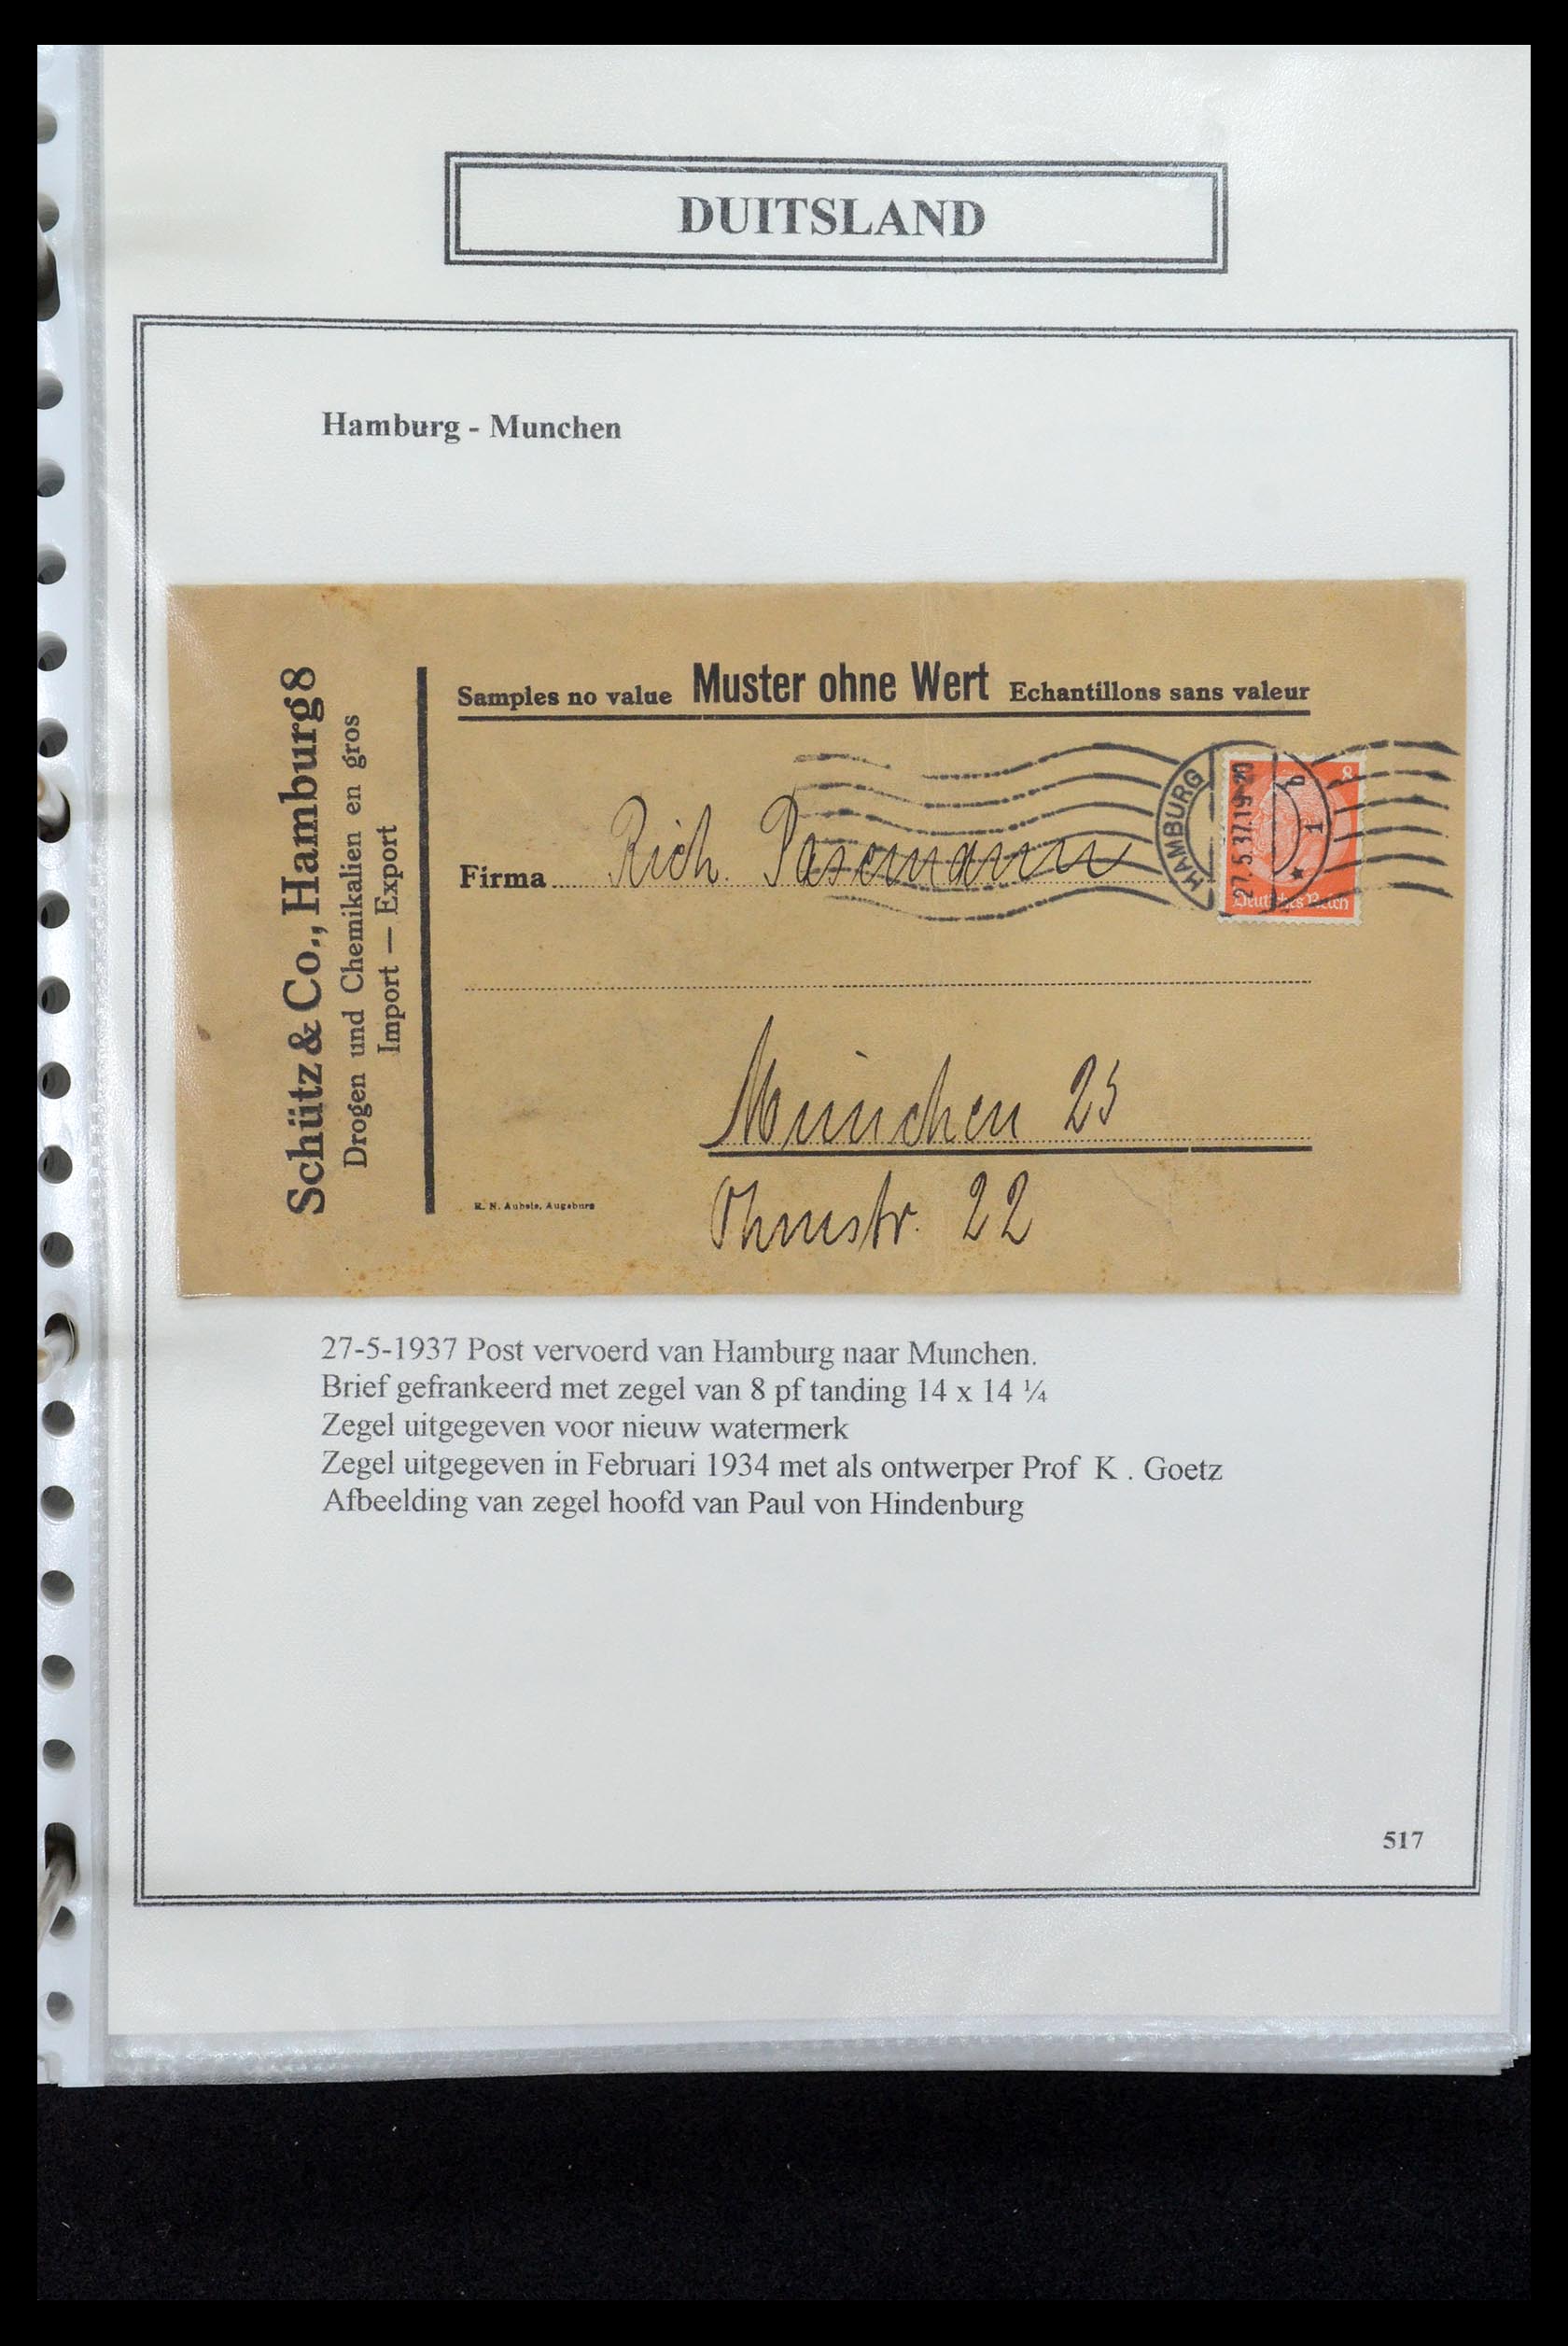 DUITSLAND
Hamburg - Munchen
Schütz & Co., Hamburg 8
Drogen und Chemikalien en gros
Import — Export
Samples no value Muster ohne Wert Echantillons sans valeur
HAMBURG
27.5.37.19-20
1
8
Deutsches Reich
Firma Rich. Pasemann
München 23
Ohmstr. 22
27-5-1937 Post vervoerd van Hamburg naar Munchen.
Brief gefrankeerd met zegel van 8 pf tanding 14 x 14 ¼
Zegel uitgegeven voor nieuw watermerk
Zegel uitgegeven in Februari 1934 met als ontwerper Prof K . Goetz
Afbeelding van zegel hoofd van Paul von Hindenburg
517